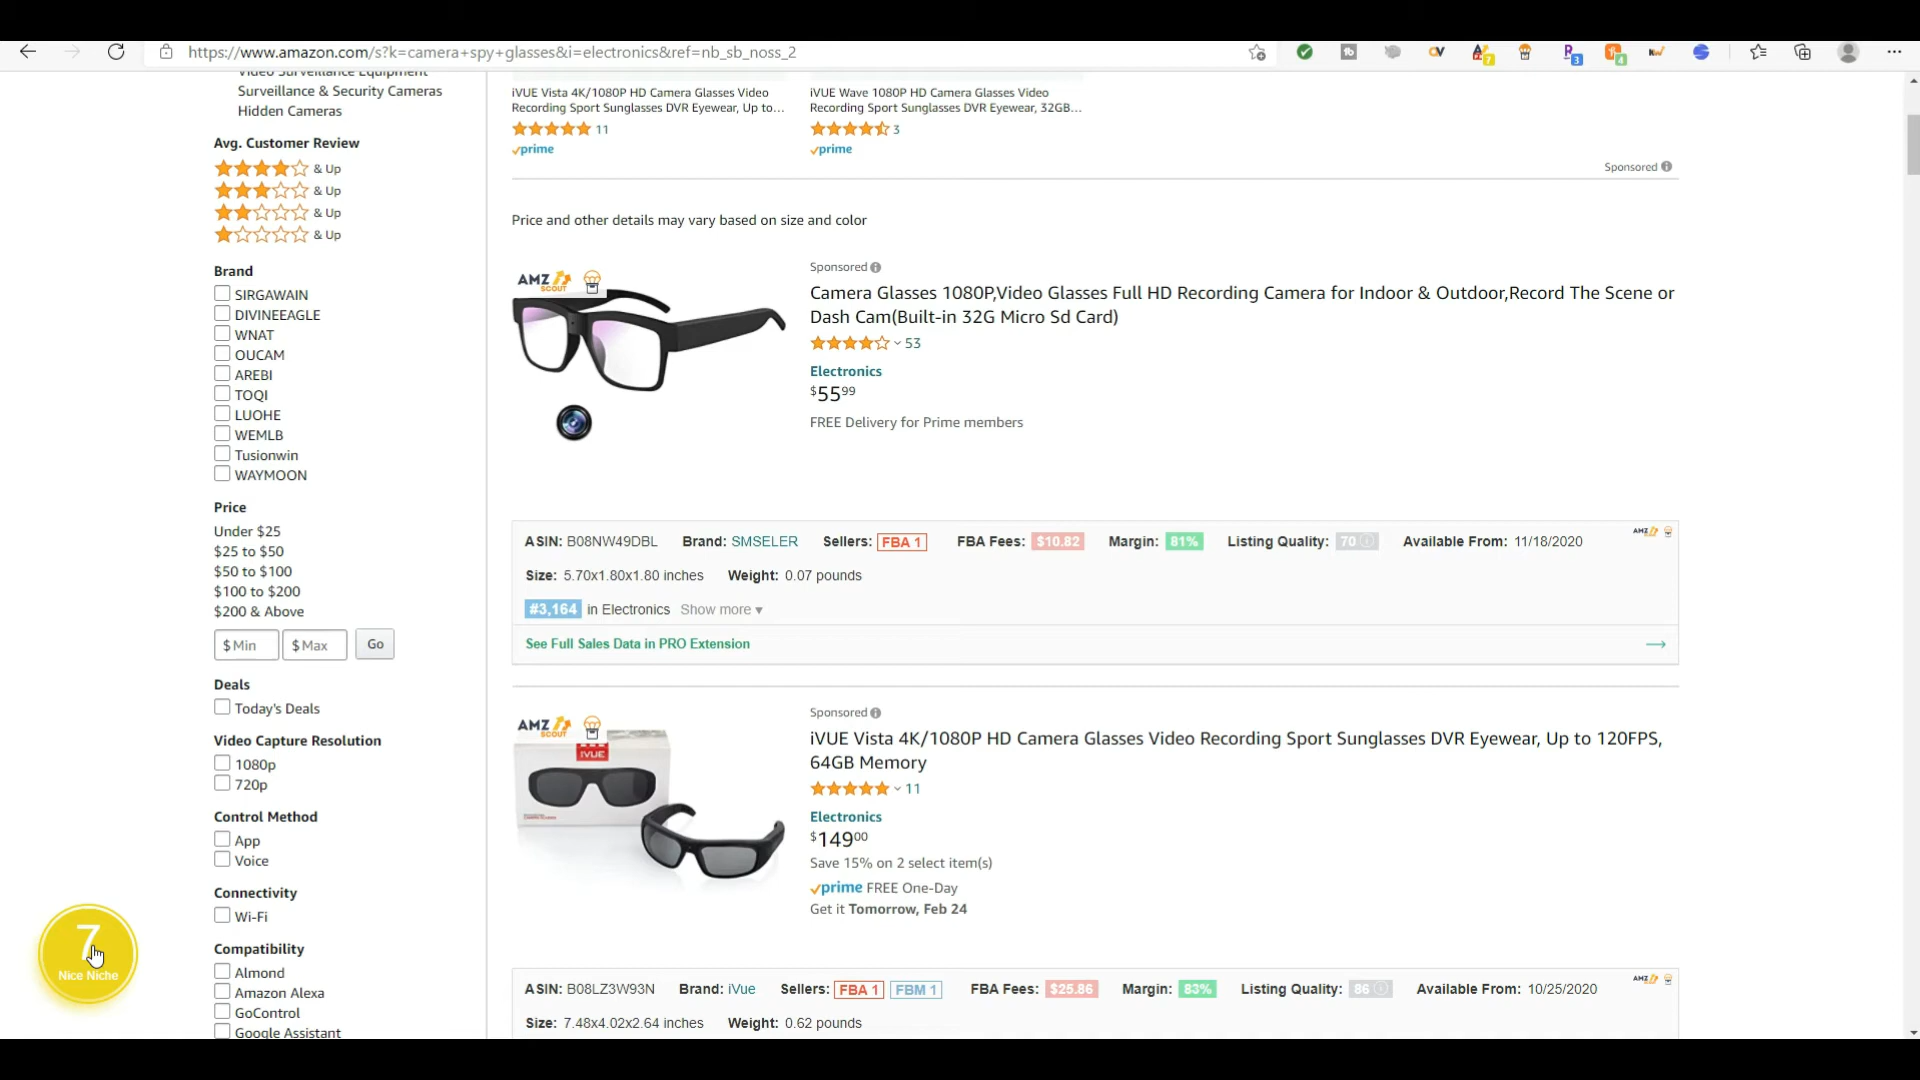 https://www.amazon.com/s?k=camera+spy+glasses&i=electronics&ref=nb_sb_noss_2
Video Surveillance Equipment
Surveillance & Security Cameras
Hidden Cameras
Avg. Customer Review
& Up
& Up
& Up
& Up
Brand
SIRGAWAIN
DIVINEEAGLE
WNAT
OUCAM
AREBI
TOQI
LUOHE
WEMLB
Tusionwin
WAYMOON
Price
Under $25
$25 to $50
$50 to $100
$100 to $200
$200 & Above
$ Min $ Max Go
Deals
Today's Deals
Video Capture Resolution
1080p
720p
Control Method
App
Voice
Connectivity
Wi-Fi
Compatibility
Almond
Amazon Alexa
GoControl
Google Assistant
7
Nice Niche
iVUE Vista 4K/1080P HD Camera Glasses Video
Recording Sport Sunglasses DVR Eyewear, Up to...
11
prime
iVUE Wave 1080P HD Camera Glasses Video
Recording Sport Sunglasses DVR Eyewear, 32GB...
3
prime
Sponsored
Price and other details may vary based on size and color
AMZ SCOUT
Sponsored
Camera Glasses 1080P,Video Glasses Full HD Recording Camera for Indoor & Outdoor,Record The Scene or
Dash Cam(Built-in 32G Micro Sd Card)
53
Electronics
$55 99
FREE Delivery for Prime members
ASIN: B08NW49DBL Brand: SMSELER Sellers: FBA 1 FBA Fees: $10.82 Margin: 81% Listing Quality: 70 Available From: 11/18/2020
AMZ
Size: 5.70x1.80x1.80 inches Weight: 0.07 pounds
#3,164 in Electronics Show more ▾
See Full Sales Data in PRO Extension →
AMZ SCOUT
iVUE
Sponsored
iVUE Vista 4K/1080P HD Camera Glasses Video Recording Sport Sunglasses DVR Eyewear, Up to 120FPS,
64GB Memory
11
Electronics
$149 00
Save 15% on 2 select item(s)
prime FREE One-Day
Get it Tomorrow, Feb 24
ASIN: B08LZ3W93N Brand: iVue Sellers: FBA 1 FBM 1 FBA Fees: $25.86 Margin: 83% Listing Quality: 86 Available From: 10/25/2020
AMZ
Size: 7.48x4.02x2.64 inches Weight: 0.62 pounds